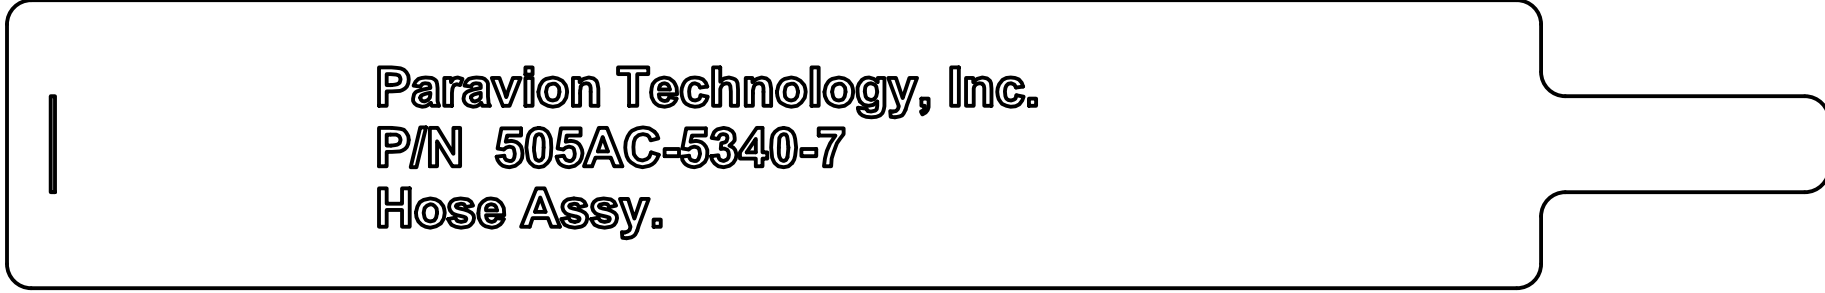 Paravion Technology, Inc.
P/N  505AC-5340-7
Hose Assy.